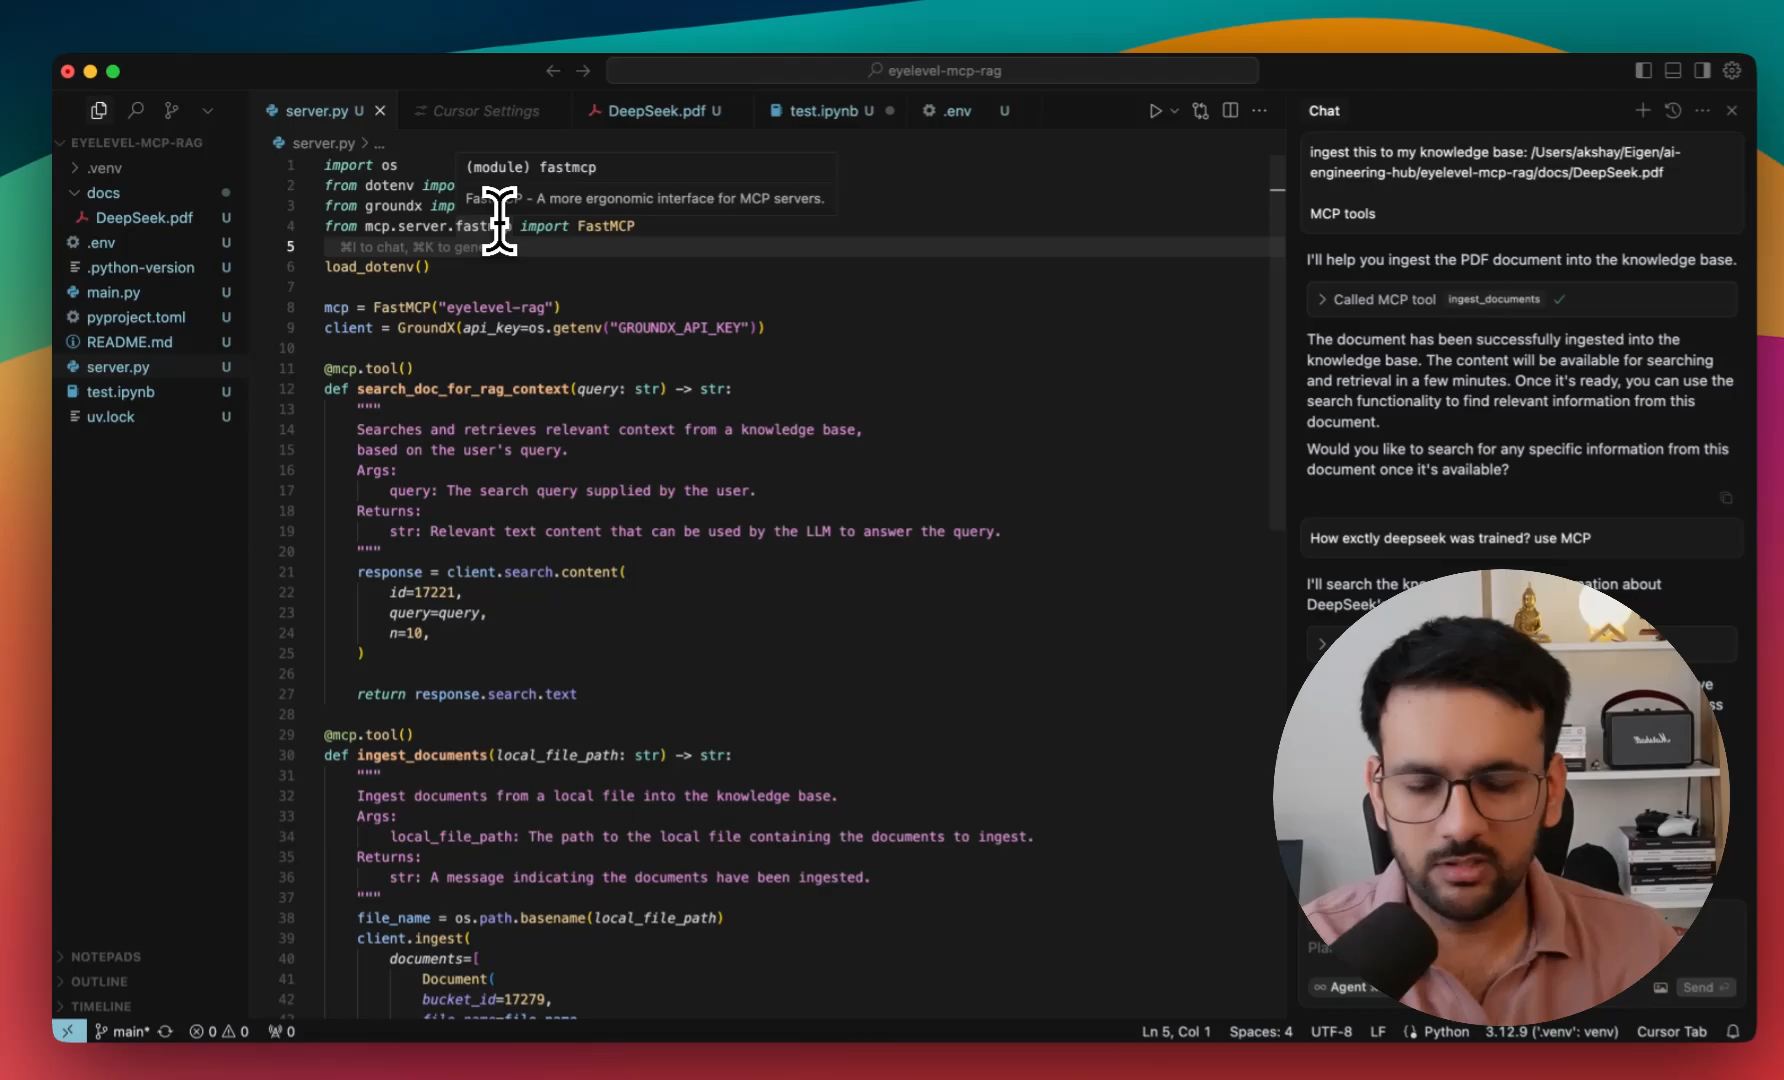 eyelevel-mcp-rag
server.py U
Cursor Settings
DeepSeek.pdf U
test.ipynb U
.env U
Chat
EYELEVEL-MCP-RAG
.venv
docs
DeepSeek.pdf U
.env U
.python-version U
main.py U
pyproject.toml U
README.md U
server.py U
test.ipynb U
uv.lock U
NOTEPADS
OUTLINE
TIMELINE
server.py > ...
(module) fastmcp
- A more ergonomic interface for MCP servers.
1 import os
2 from dotenv
3 from groundx
4 from mcp.server. import FastMCP
5 ⌘I to chat, ⌘K to
6 load_dotenv()
7
8 mcp = FastMCP("eyelevel-rag")
9 client = GroundX(api_key=os.getenv("GROUNDX_API_KEY"))
10
11 @mcp.tool()
12 def search_doc_for_rag_context(query: str) -> str:
13 """
14 Searches and retrieves relevant context from a knowledge base,
15 based on the user's query.
16 Args:
17 query: The search query supplied by the user.
18 Returns:
19 str: Relevant text content that can be used by the LLM to answer the query.
20 """
21 response = client.search.content(
22 id=17221,
23 query=query,
24 n=10,
25 )
26
27 return response.search.text
28
29 @mcp.tool()
30 def ingest_documents(local_file_path: str) -> str:
31 """
32 Ingest documents from a local file into the knowledge base.
33 Args:
34 local_file_path: The path to the local file containing the documents to ingest.
35 Returns:
36 str: A message indicating the documents have been ingested.
37 """
38 file_name = os.path.basename(local_file_path)
39 client.ingest(
40 documents=[
41 Document(
42 bucket_id=17279,
ingest this to my knowledge base: /Users/akshay/Eigen/ai-
engineering-hub/eyelevel-mcp-rag/docs/DeepSeek.pdf
MCP tools
I'll help you ingest the PDF document into the knowledge base.
Called MCP tool ingest_documents ✓
The document has been successfully ingested into the
knowledge base. The content will be available for searching
and retrieval in a few minutes. Once it's ready, you can use the
search functionality to find relevant information from this
document.
Would you like to search for any specific information from this
document once it's available?
How exctly deepseek was trained? use MCP
I'll search the about
Marshall
Agent
Send
main*
0 0
0
Ln 5, Col 1
Spaces: 4
UTF-8
LF
Python
3.12.9 ('.venv': venv)
Cursor Tab